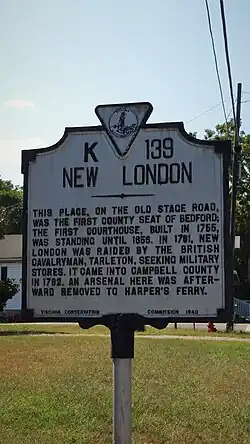 K 139
NEW LONDON
THIS PLACE, ON THE OLD STAGE ROAD,
WAS THE FIRST COUNTY SEAT OF BEDFORD;
THE FIRST COURTHOUSE, BUILT IN 1755,
WAS STANDING UNTIL 1856. IN 1781, NEW
LONDON WAS RAIDED BY THE BRITISH
CAVALRYMAN, TARLETON, SEEKING MILITARY
STORES. IT CAME INTO CAMPBELL COUNTY
IN 1782. AN ARSENAL HERE WAS AFTER-
WARD REMOVED TO HARPER'S FERRY.
VIRGINIA CONSERVATION COMMISSION 1940